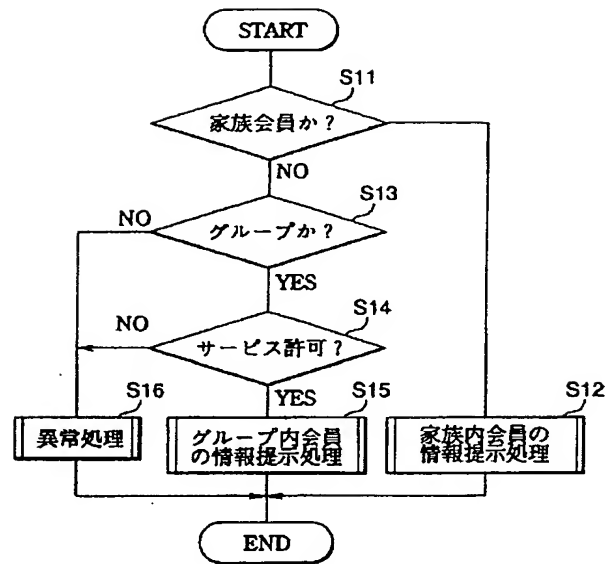 START
S11
家族会員か?
NO
S13
NO
グループか?
YES
S14
NO
サービス許可?
YES
S16
S15
S12
異常処理
グループ内会員
の情報提示処理
家族内会員の
情報提示処理
END